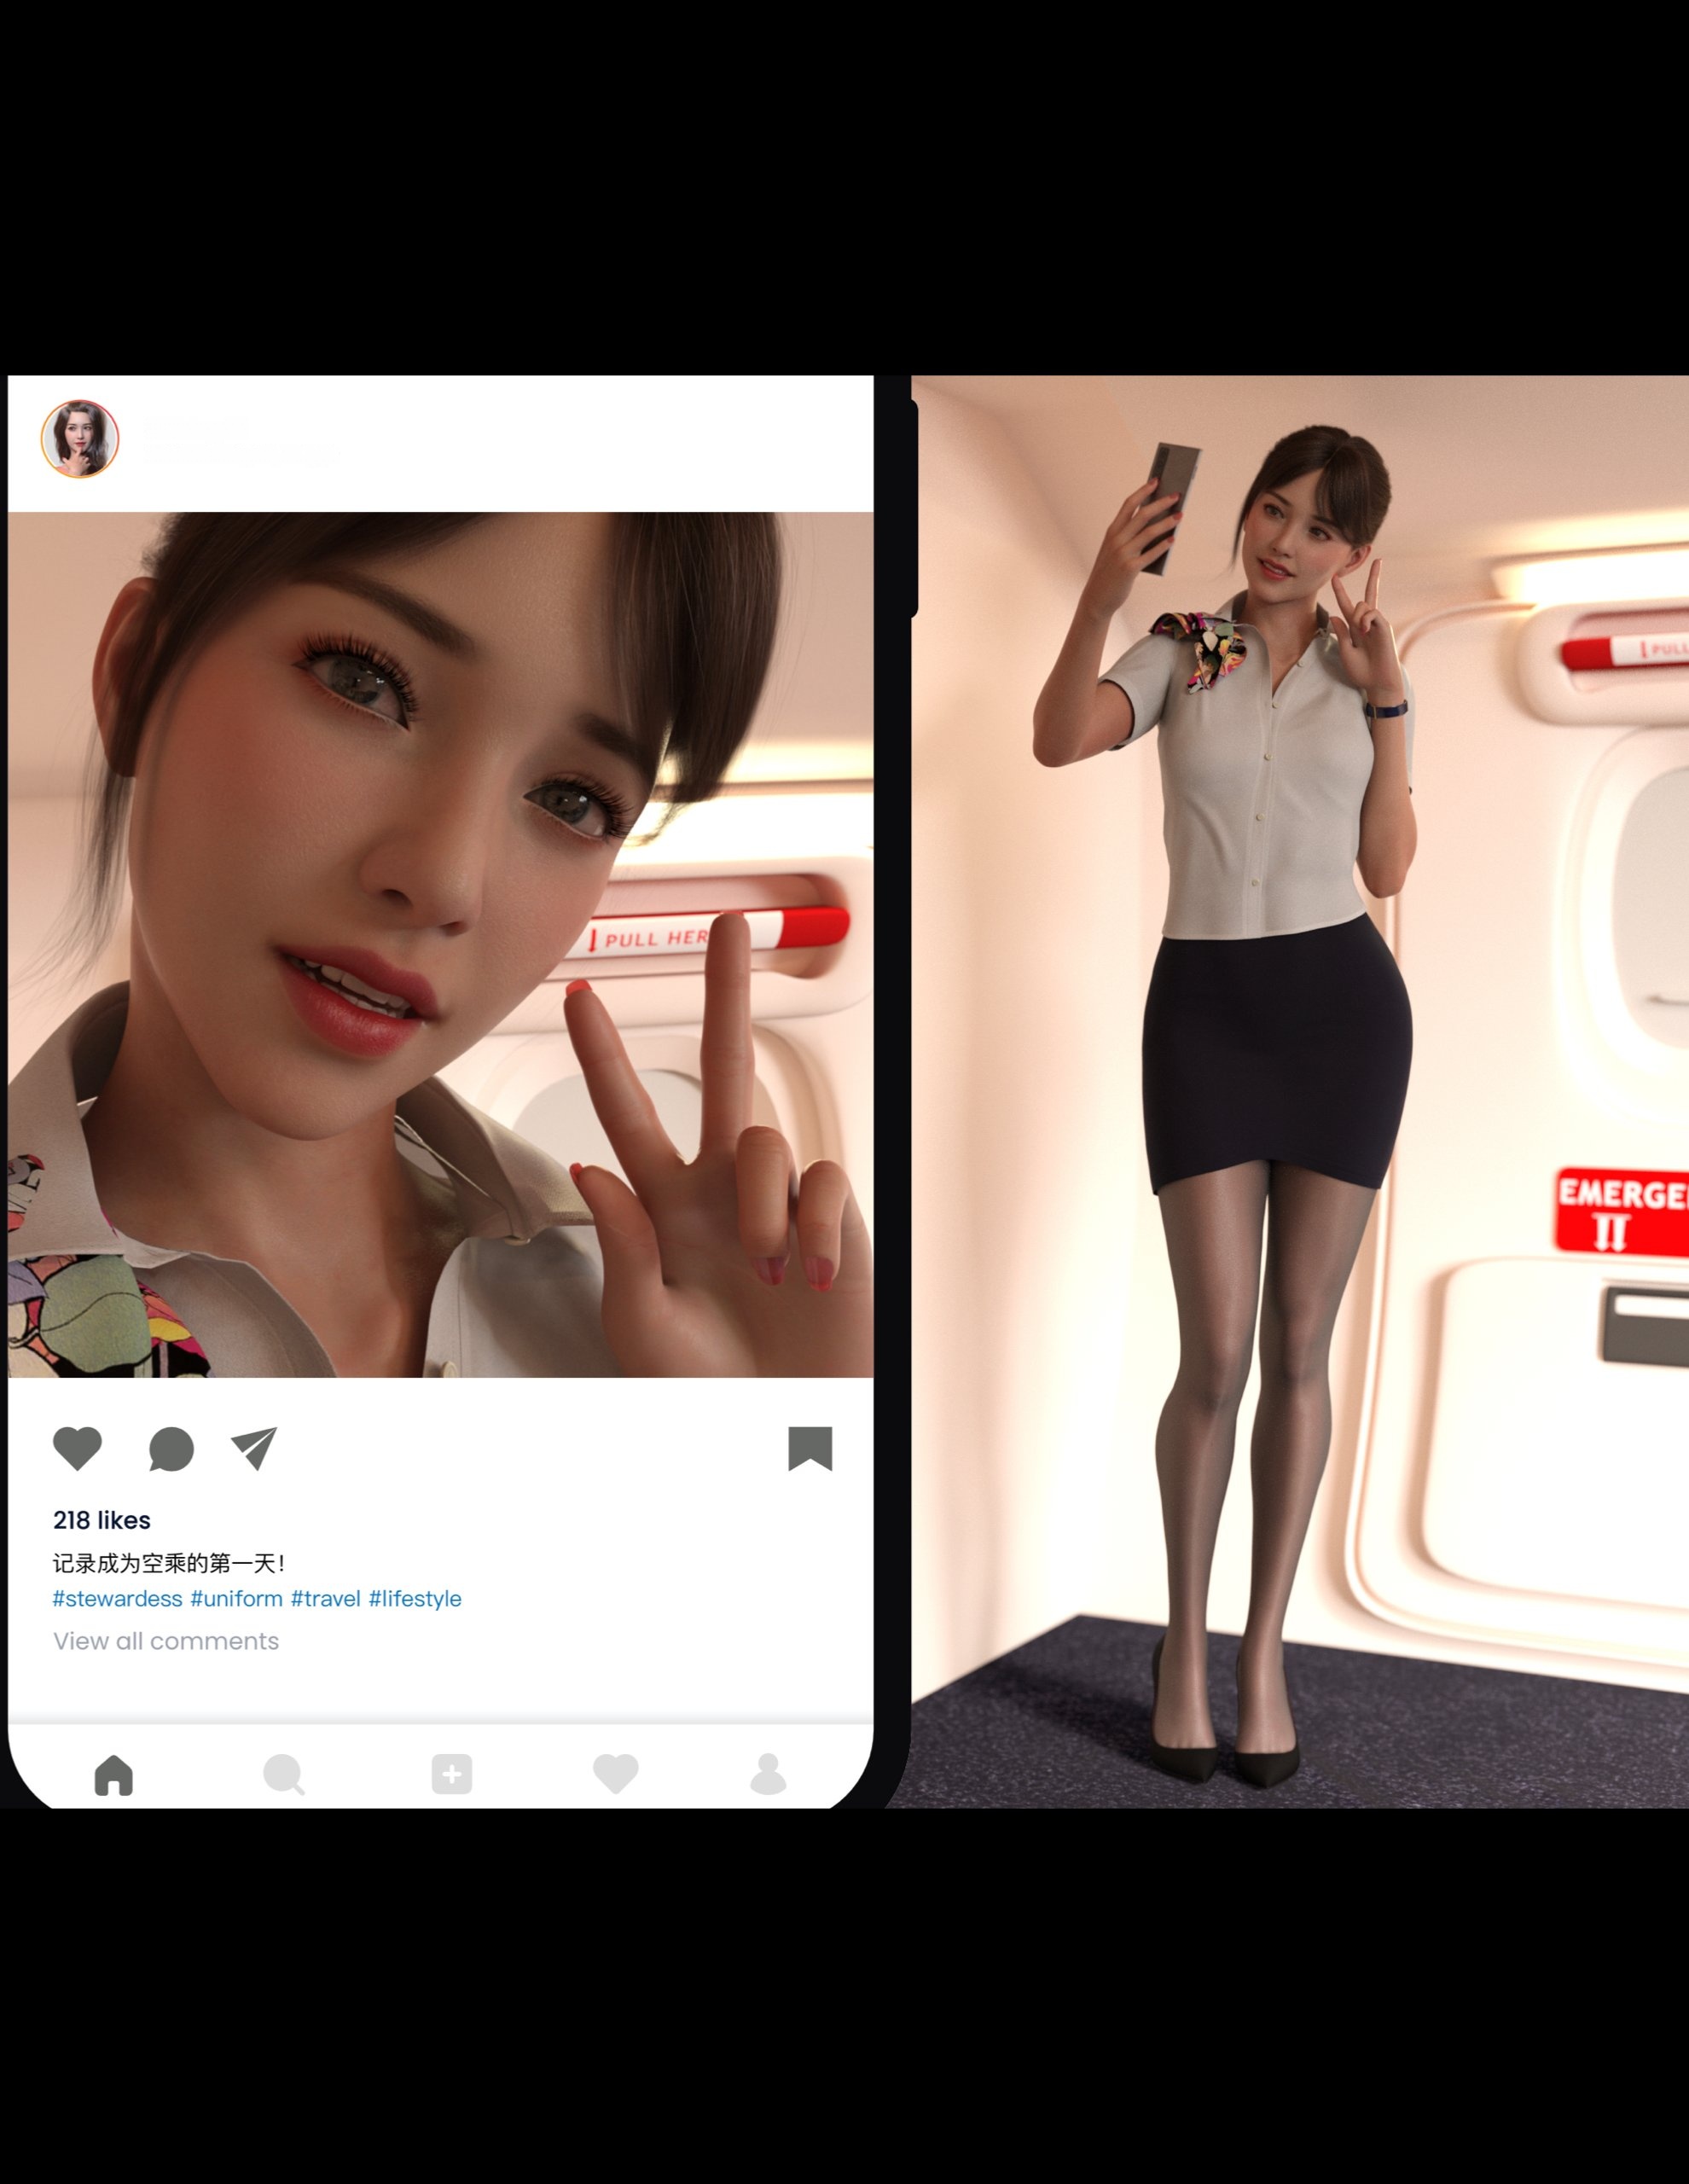 PULL HER
218 likes
记录成为空乘的第一天!
#stewardess #uniform #travel #lifestyle
View all comments
PULL
EMERGE